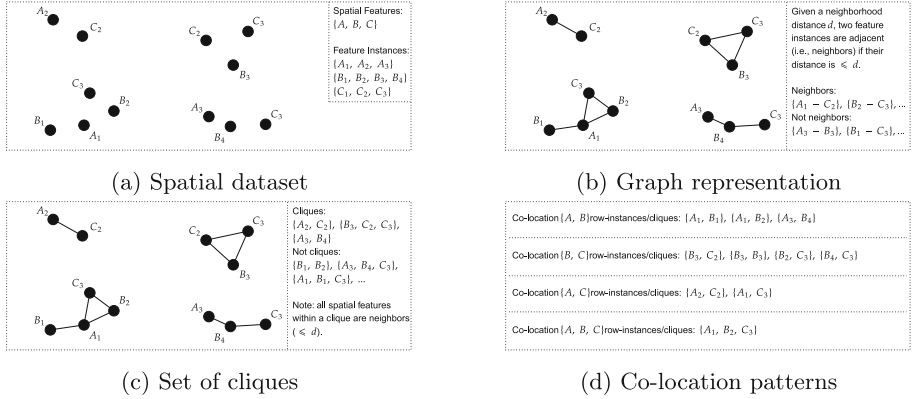 A2
C2
C2
C3
B3
C3
B2
B1
A1
A3
B4
C3
Spatial Features:
{A, B, C}
Feature Instances:
{A1, A2, A3}
{B1, B2, B3, B4}
{C1, C2, C3}
(a) Spatial dataset
A2
C2
C2
C3
B3
C3
B2
B1
A1
A3
B4
C3
Given a neighborhood
distance d, two feature
instances are adjacent
(i.e., neighbors) if their
distance is ⩽ d.
Neighbors:
{A1 − C2}, {B2 − C3}, ...
Not neighbors:
{A3 − B3}, {B1 − C3}, ...
(b) Graph representation
A2
C2
C2
C3
B3
C3
B2
B1
A1
A3
B4
C3
Cliques:
{A2, C2}, {B3, C2, C3},
{A3, B4}
Not cliques:
{B1, B2}, {A3, B4, C3},
{A1, B1, C3}, ...
Note: all spatial features
within a clique are neighbors
(⩽ d).
(c) Set of cliques
Co-location{A, B}row-instances/cliques: {A1, B1}, {A1, B2}, {A3, B4}
Co-location{B, C}row-instances/cliques: {B3, C2}, {B3, B3}, {B2, C3}, {B4, C3}
Co-location{A, C}row-instances/cliques: {A2, C2}, {A1, C3}
Co-location{A, B, C}row-instances/cliques: {A1, B2, C3}
(d) Co-location patterns